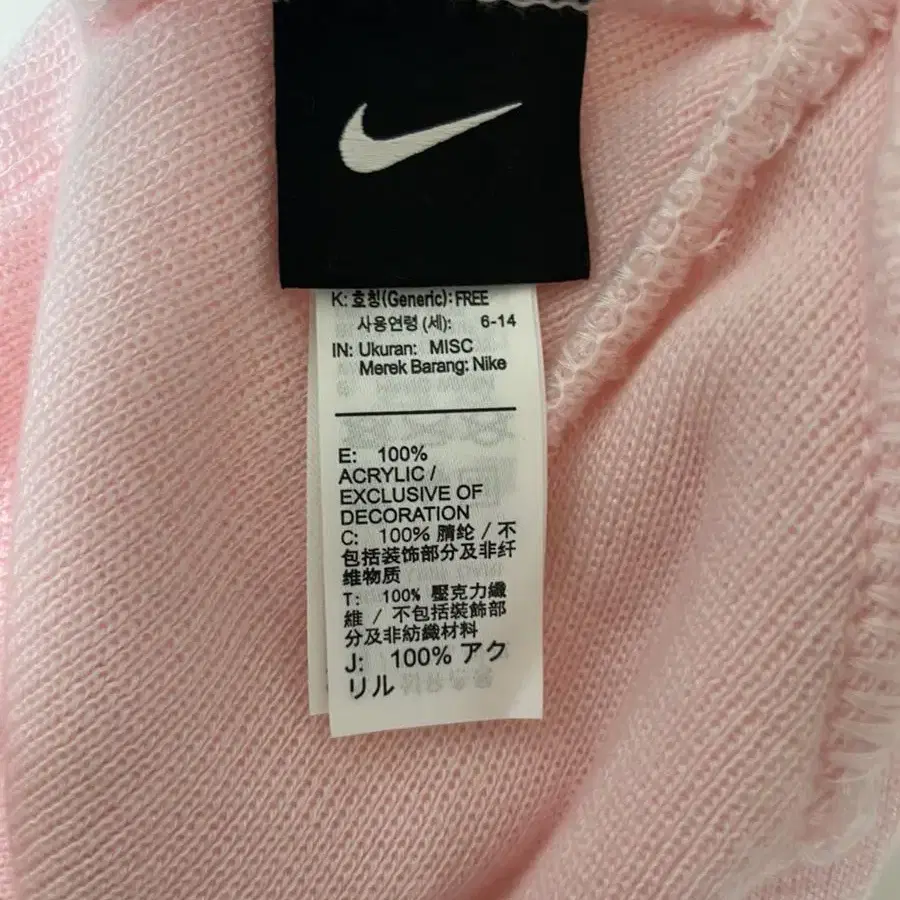 K: 호칭(Generic): FREE
사용연령 (세): 6-14
IN: Ukuran: MISC
Merek Barang: Nike
E: 100%
ACRYLIC /
EXCLUSIVE OF
DECORATION
C: 100% 腈纶 / 不
包括装饰部分及非纤
维物质
T: 100% 壓克力纖
維 / 不包括裝飾部
分及非紡織材料
J: 100% アク
リル